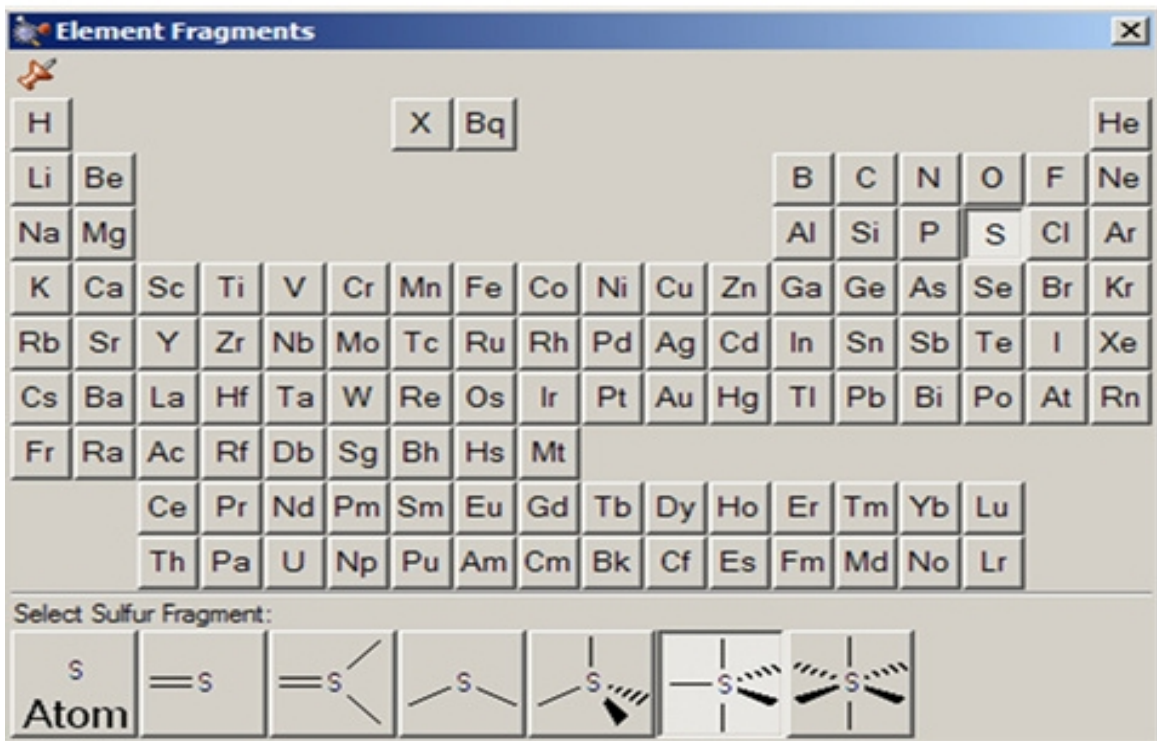 Element Fragments
H X Bq He
Li Be B C N O F Ne
Na Mg Al Si P S Cl Ar
K Ca Sc Ti V Cr Mn Fe Co Ni Cu Zn Ga Ge As Se Br Kr
Rb Sr Y Zr Nb Mo Tc Ru Rh Pd Ag Cd In Sn Sb Te I Xe
Cs Ba La Hf Ta W Re Os Ir Pt Au Hg Tl Pb Bi Po At Rn
Fr Ra Ac Rf Db Sg Bh Hs Mt
Ce Pr Nd Pm Sm Eu Gd Tb Dy Ho Er Tm Yb Lu
Th Pa U Np Pu Am Cm Bk Cf Es Fm Md No Lr
Select Sulfur Fragment:
S S S S S S S
Atom